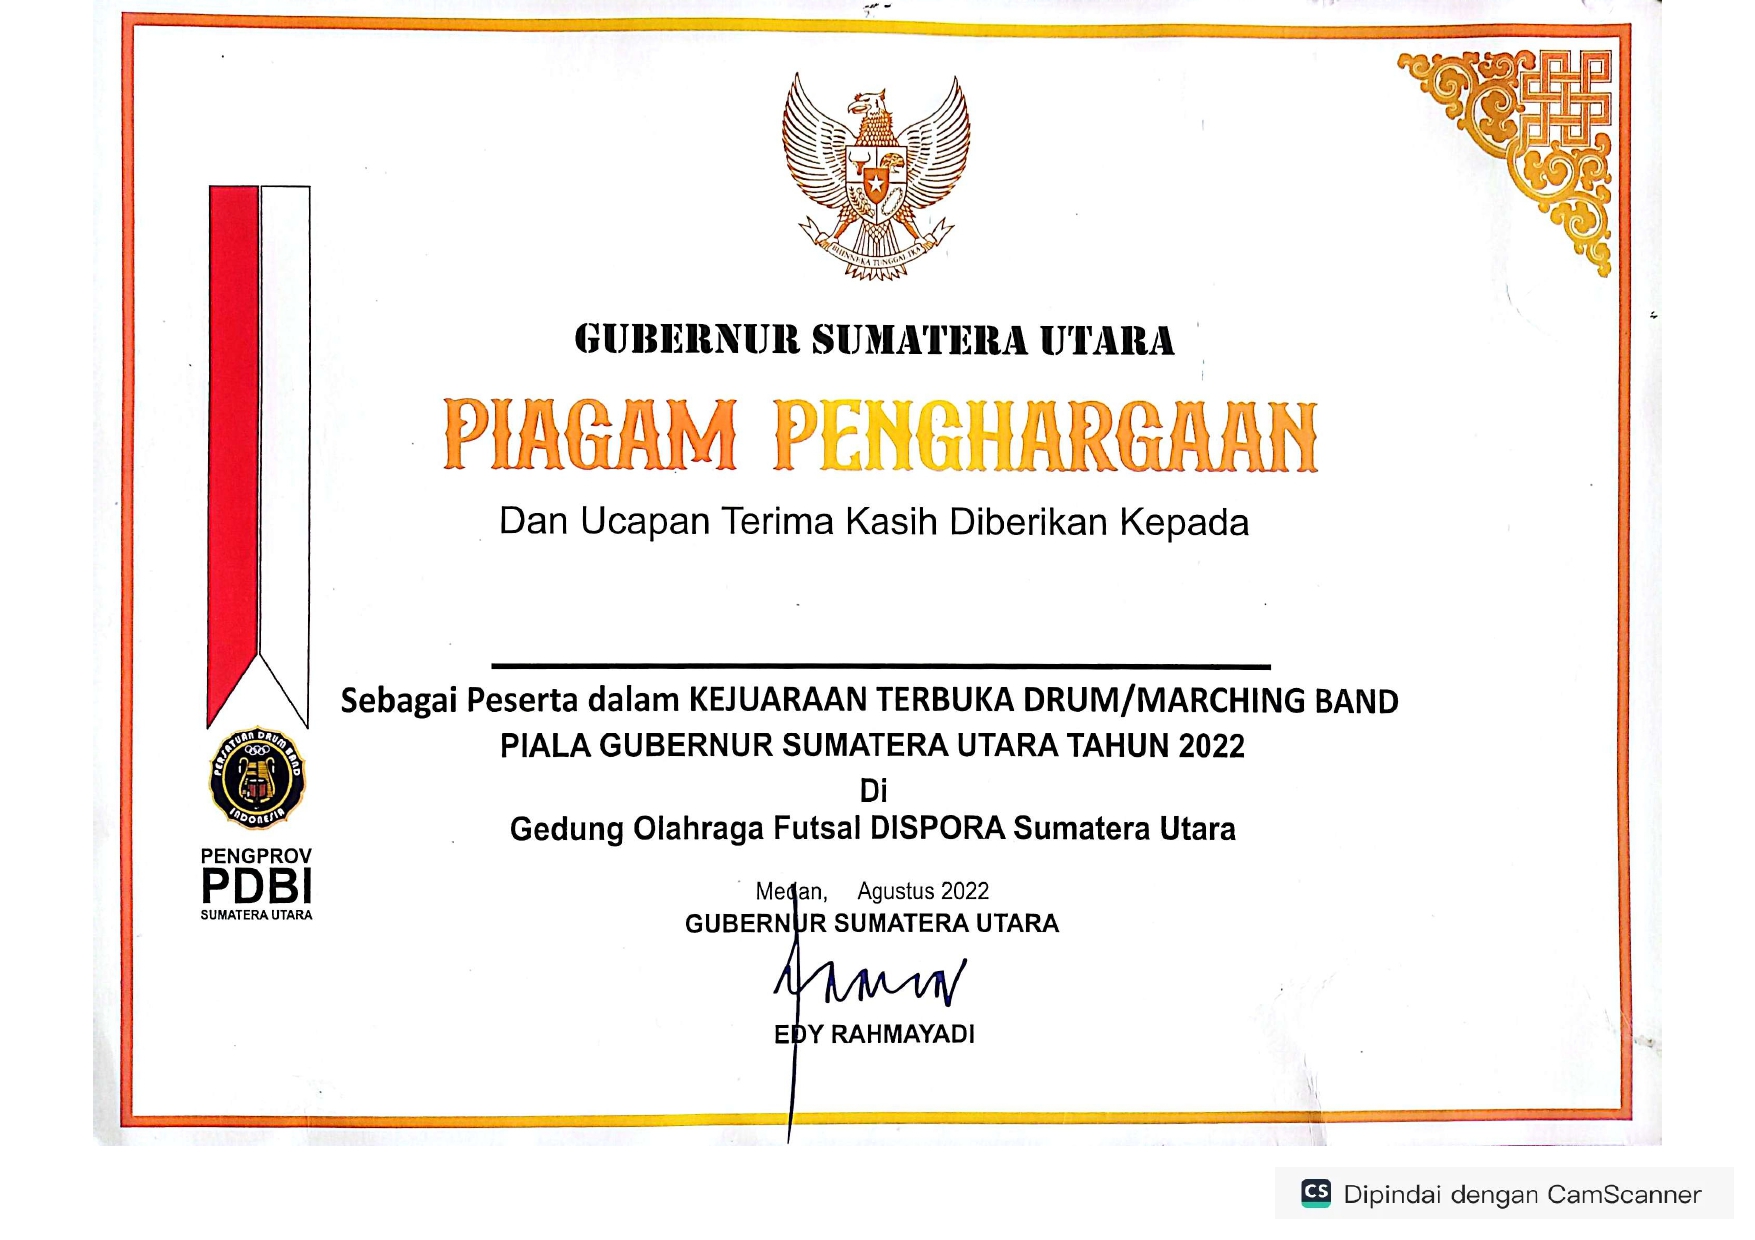 BHINNEKA TUNGGAL IKA
GUBERNUR SUMATERA UTARA
PIAGAM PENGHARGAAN
Dan Ucapan Terima Kasih Diberikan Kepada
Sebagai Peserta dalam KEJUARAAN TERBUKA DRUM/MARCHING BAND
PIALA GUBERNUR SUMATERA UTARA TAHUN 2022
Di
Gedung Olahraga Futsal DISPORA Sumatera Utara
PERSATUAN DRUM BAND
INDONESIA
PENGPROV
PDBI
SUMATERA UTARA
Medan, Agustus 2022
GUBERNUR SUMATERA UTARA
EDY RAHMAYADI
CS Dipindai dengan CamScanner